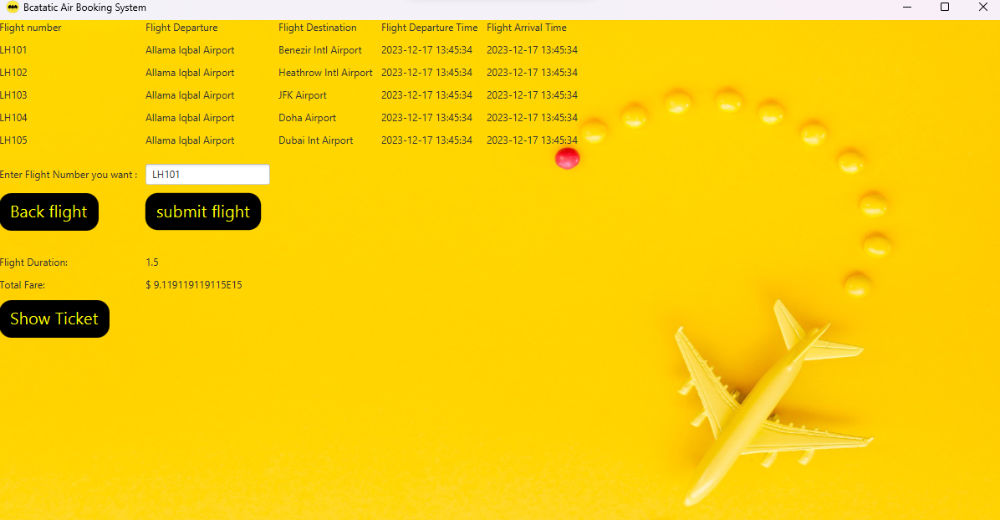 Bcatatic Air Booking System
Flight number Flight Departure Flight Destination Flight Departure Time Flight Arrival Time
LH101 Allama Iqbal Airport Benezir Intl Airport 2023-12-17 13:45:34 2023-12-17 13:45:34
LH102 Allama Iqbal Airport Heathrow Intl Airport 2023-12-17 13:45:34 2023-12-17 13:45:34
LH103 Allama Iqbal Airport JFK Airport 2023-12-17 13:45:34 2023-12-17 13:45:34
LH104 Allama Iqbal Airport Doha Airport 2023-12-17 13:45:34 2023-12-17 13:45:34
LH105 Allama Iqbal Airport Dubai Int Airport 2023-12-17 13:45:34 2023-12-17 13:45:34
Enter Flight Number you want : LH101
Back flight submit flight
Flight Duration: 1.5
Total Fare: $ 9.119119119115E15
Show Ticket